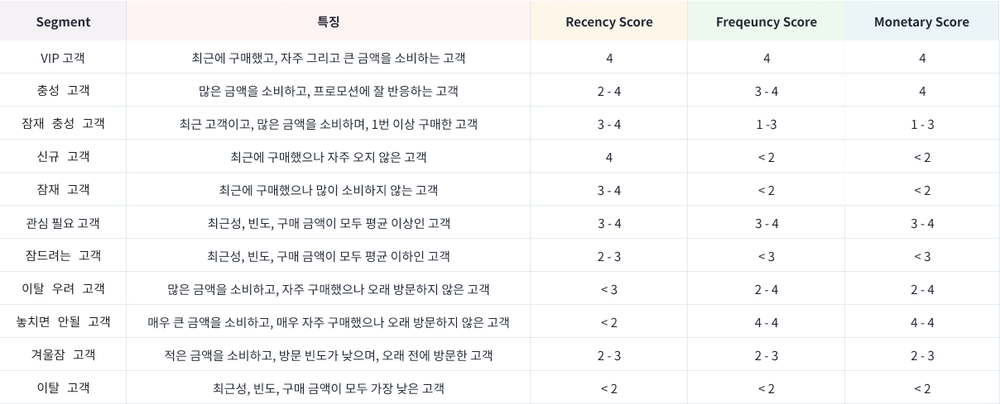 Segment 특징 Recency Score Freqeuncy Score Monetary Score
VIP 고객 최근에 구매했고, 자주 그리고 큰 금액을 소비하는 고객 4 4 4
충성 고객 많은 금액을 소비하고, 프로모션에 잘 반응하는 고객 2 - 4 3 - 4 4
잠재 충성 고객 최근 고객이고, 많은 금액을 소비하며, 1번 이상 구매한 고객 3 - 4 1 -3 1 - 3
신규 고객 최근에 구매했으나 자주 오지 않은 고객 4 < 2 < 2
잠재 고객 최근에 구매했으나 많이 소비하지 않는 고객 3 - 4 < 2 < 2
관심 필요 고객 최근성, 빈도, 구매 금액이 모두 평균 이상인 고객 3 - 4 3 - 4 3 - 4
잠드려는 고객 최근성, 빈도, 구매 금액이 모두 평균 이하인 고객 2 - 3 < 3 < 3
이탈 우려 고객 많은 금액을 소비하고, 자주 구매했으나 오래 방문하지 않은 고객 < 3 2 - 4 2 - 4
놓치면 안될 고객 매우 큰 금액을 소비하고, 매우 자주 구매했으나 오래 방문하지 않은 고객 < 2 4 - 4 4 - 4
겨울잠 고객 적은 금액을 소비하고, 방문 빈도가 낮으며, 오래 전에 방문한 고객 2 - 3 2 - 3 2 - 3
이탈 고객 최근성, 빈도, 구매 금액이 모두 가장 낮은 고객 < 2 < 2 < 2